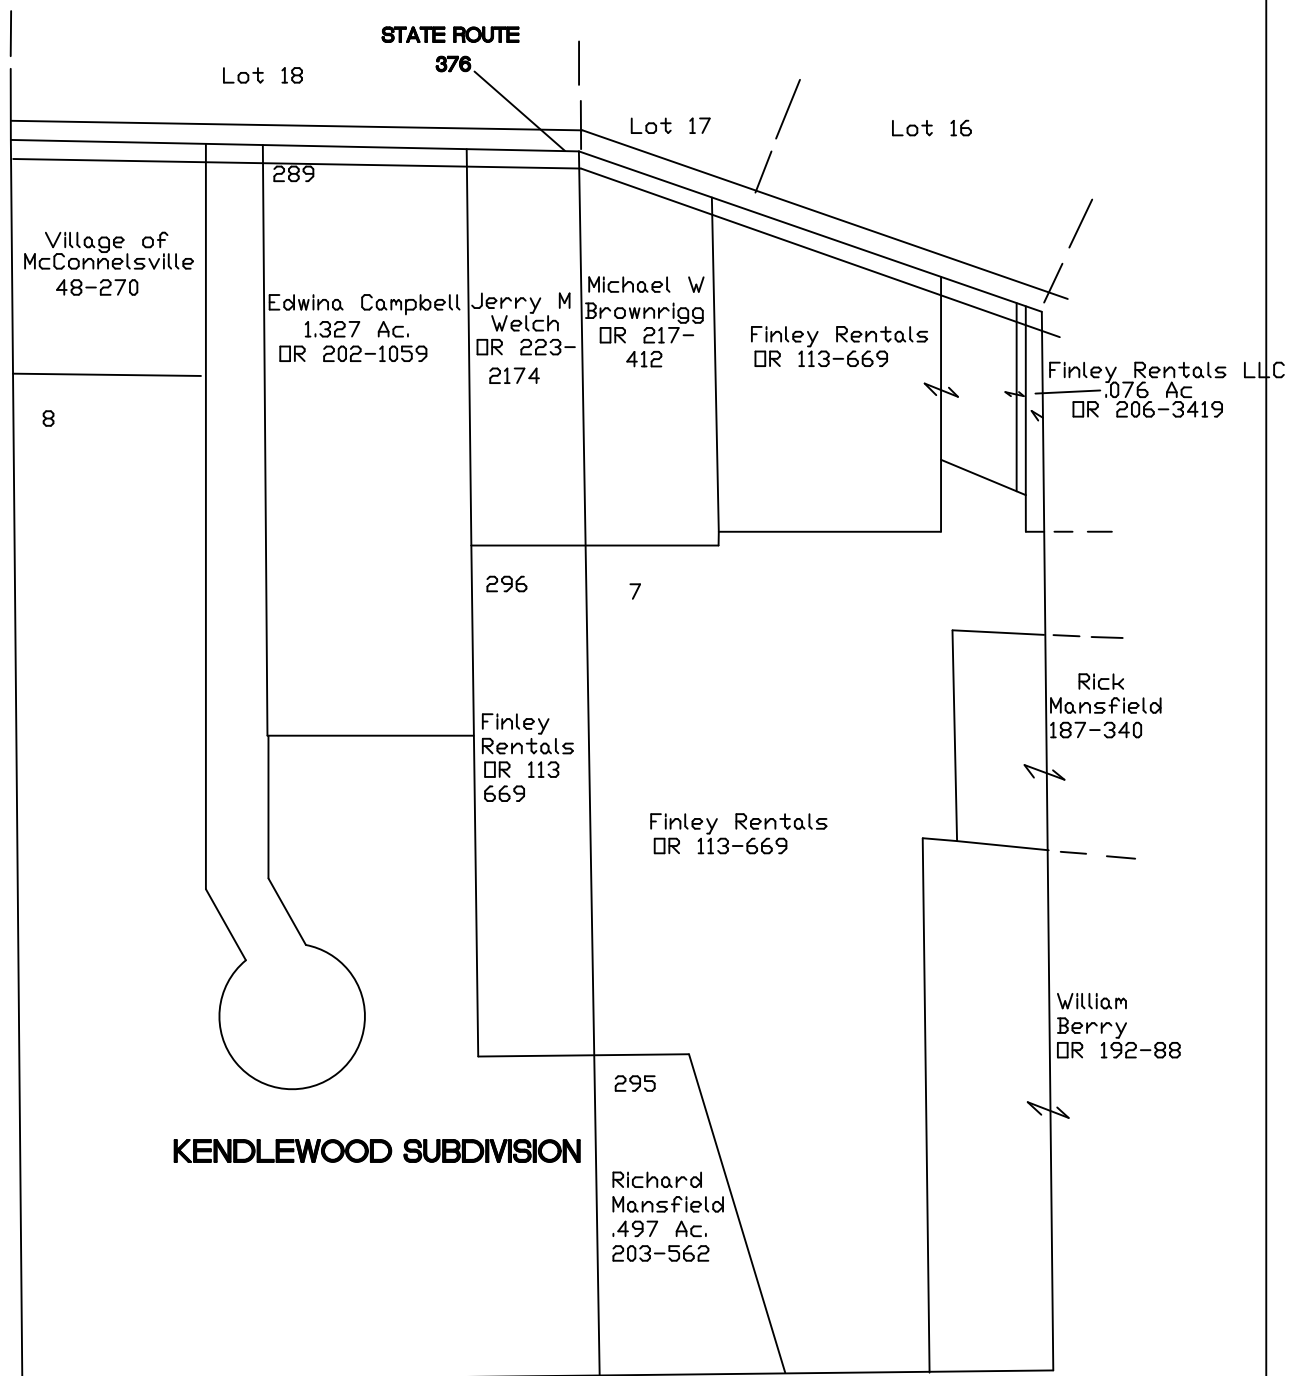 STATE ROUTE
376
Lot 18
Lot 17
Lot 16
289
Village of
McConnelsville
48-270
Edwina Campbell
1.327 Ac.
OR 202-1059
Jerry M
Welch
OR 223-
2174
Michael W
Brownrigg
OR 217-
412
Finley Rentals
OR 113-669
Finley Rentals LLC
.076 Ac
OR 206-3419
8
296
7
Rick
Mansfield
187-340
Finley
Rentals
OR 113
669
Finley Rentals
OR 113-669
William
Berry
OR 192-88
295
KENDLEWOOD SUBDIVISION
Richard
Mansfield
.497 Ac.
203-562